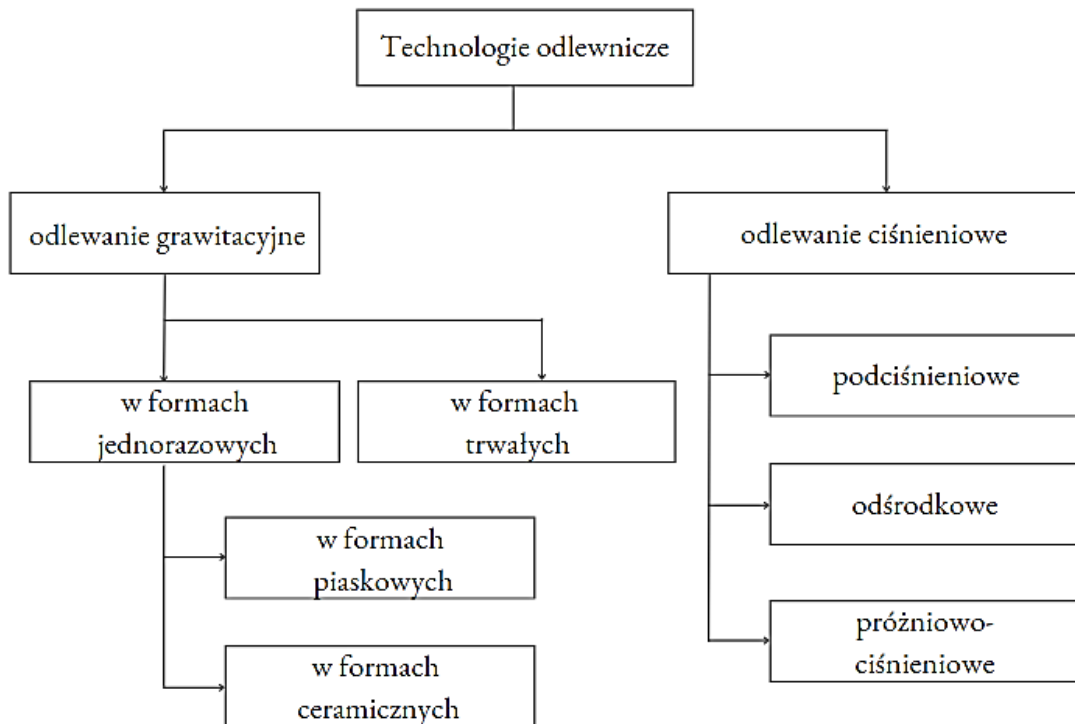 Technologie odlewnicze
odlewanie grawitacyjne
odlewanie ciśnieniowe
w formach
jednorazowych
w formach
trwałych
w formach
piaskowych
w formach
ceramicznych
podciśnieniowe
odśrodkowe
próżniowo-
ciśnieniowe